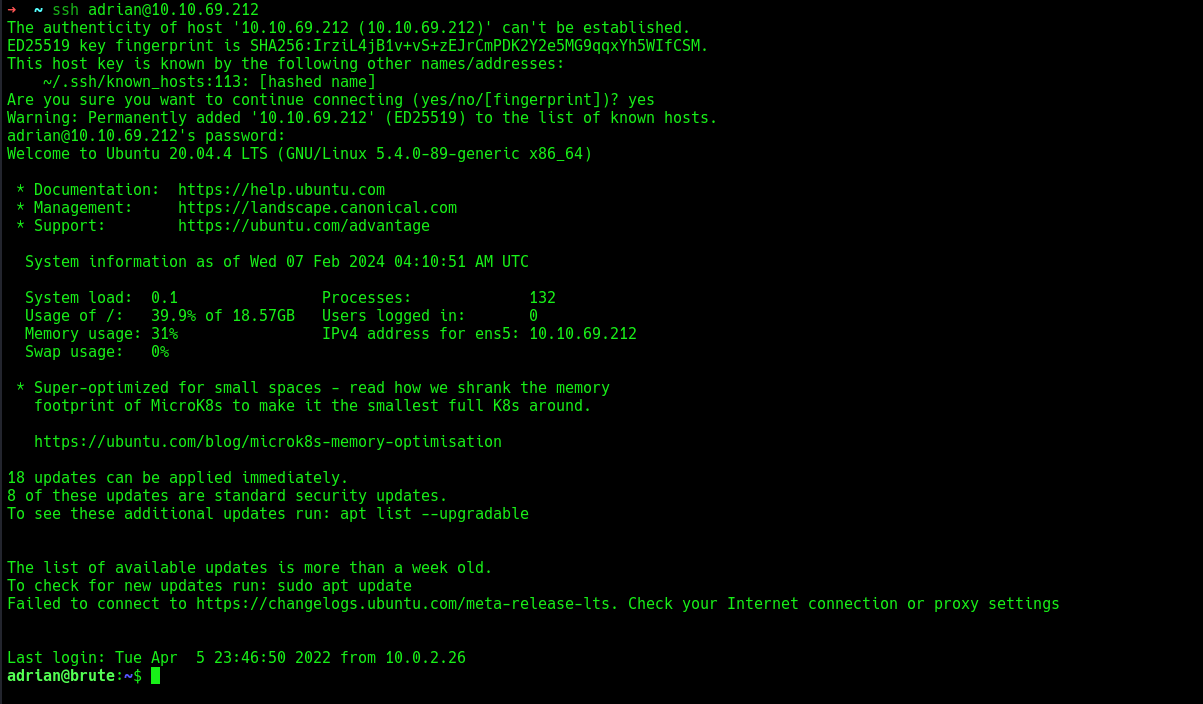 → ~ ssh adrian@10.10.69.212
The authenticity of host '10.10.69.212 (10.10.69.212)' can't be established.
ED25519 key fingerprint is SHA256:IrziL4jB1v+vS+zEJrCmPDK2Y2e5MG9qqxYh5WIfCSM.
This host key is known by the following other names/addresses:
    ~/.ssh/known_hosts:113: [hashed name]
Are you sure you want to continue connecting (yes/no/[fingerprint])? yes
Warning: Permanently added '10.10.69.212' (ED25519) to the list of known hosts.
adrian@10.10.69.212's password:
Welcome to Ubuntu 20.04.4 LTS (GNU/Linux 5.4.0-89-generic x86_64)

 * Documentation:  https://help.ubuntu.com
 * Management:     https://landscape.canonical.com
 * Support:        https://ubuntu.com/advantage

  System information as of Wed 07 Feb 2024 04:10:51 AM UTC

  System load:  0.1                Processes:             132
  Usage of /:   39.9% of 18.57GB   Users logged in:       0
  Memory usage: 31%                IPv4 address for ens5: 10.10.69.212
  Swap usage:   0%

 * Super-optimized for small spaces - read how we shrank the memory
   footprint of MicroK8s to make it the smallest full K8s around.

   https://ubuntu.com/blog/microk8s-memory-optimisation

18 updates can be applied immediately.
8 of these updates are standard security updates.
To see these additional updates run: apt list --upgradable

The list of available updates is more than a week old.
To check for new updates run: sudo apt update
Failed to connect to https://changelogs.ubuntu.com/meta-release-lts. Check your Internet connection or proxy settings

Last login: Tue Apr  5 23:46:50 2022 from 10.0.2.26
adrian@brute:~$